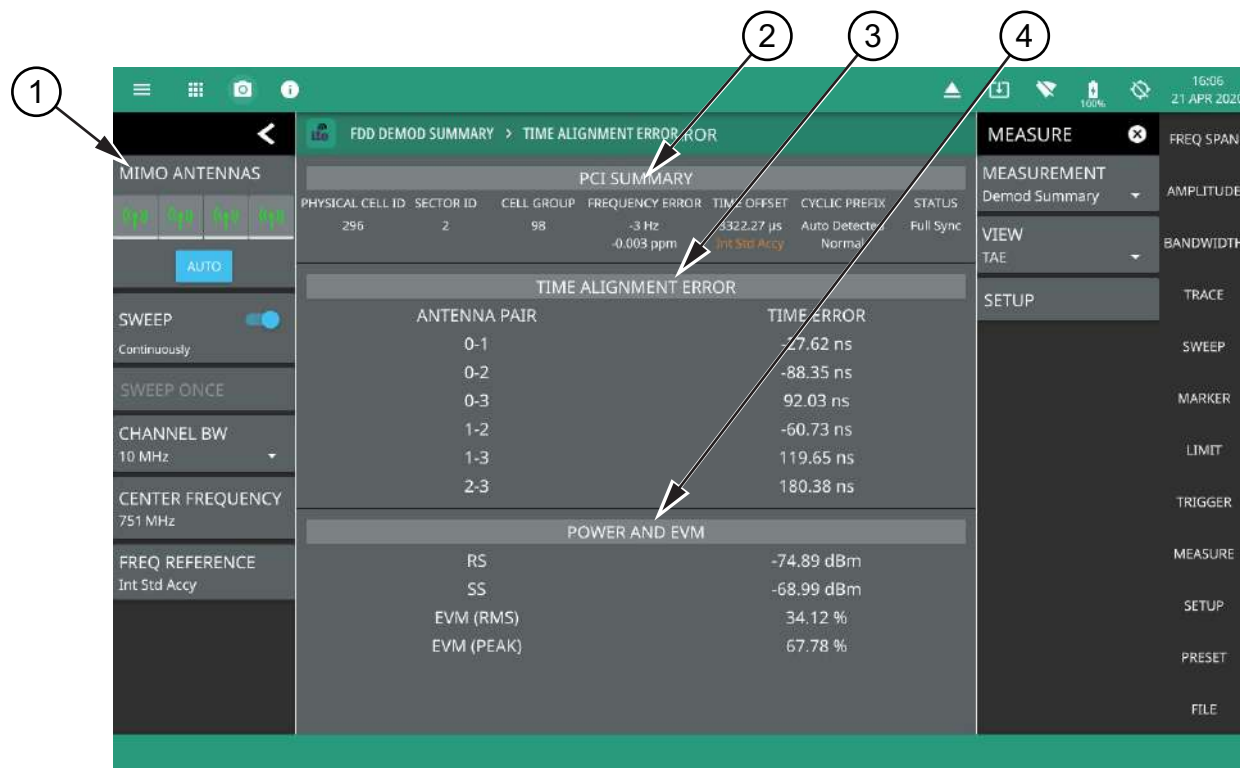 2
3
4
1
100%
16:06
21 APR 2020
LTE
FDD DEMOD SUMMARY > TIME ALIGNMENT ERROR ROR
MEASURE
FREQ SPAN
AMPLITUDE
BANDWIDTH
TRACE
SWEEP
MARKER
LIMIT
TRIGGER
MEASURE
SETUP
PRESET
FILE
MIMO ANTENNAS
AUTO
SWEEP
Continuously
SWEEP ONCE
CHANNEL BW
10 MHz
CENTER FREQUENCY
751 MHz
FREQ REFERENCE
Int Std Accy
PCI SUMMARY
PHYSICAL CELL ID SECTOR ID CELL GROUP FREQUENCY ERROR TIME OFFSET CYCLIC PREFIX STATUS
296 2 98 -3 Hz 3322.27 µs Auto Detected Full Sync
-0.003 ppm Int Std Accy Normal
TIME ALIGNMENT ERROR
ANTENNA PAIR TIME ERROR
0-1 -27.62 ns
0-2 -88.35 ns
0-3 92.03 ns
1-2 -60.73 ns
1-3 119.65 ns
2-3 180.38 ns
POWER AND EVM
RS -74.89 dBm
SS -68.99 dBm
EVM (RMS) 34.12 %
EVM (PEAK) 67.78 %
MEASUREMENT
Demod Summary
VIEW
TAE
SETUP